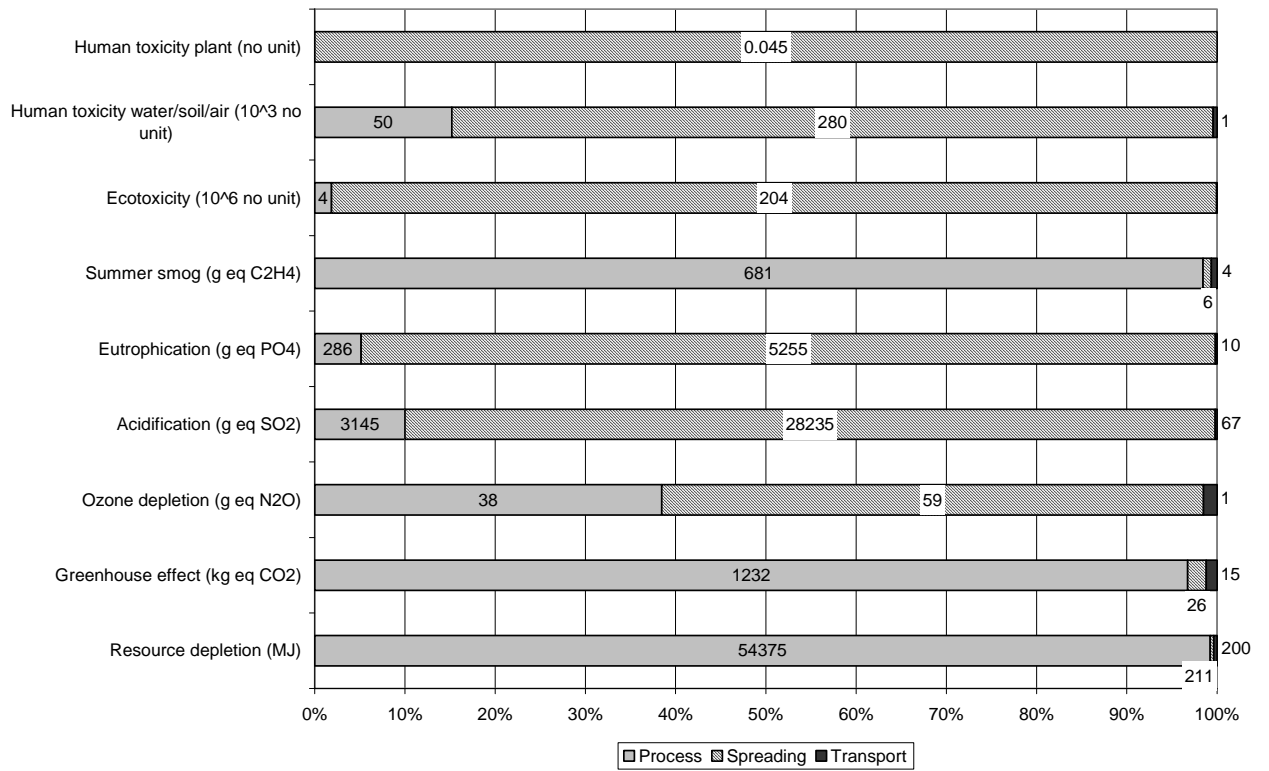 Human toxicity plant (no unit)
0.045
Human toxicity water/soil/air (10^3 no
unit)
50
280
1
Ecotoxicity (10^6 no unit)
4
204
Summer smog (g eq C2H4)
681
4
6
Eutrophication (g eq PO4)
286
5255
10
Acidification (g eq SO2)
3145
28235
67
Ozone depletion (g eq N2O)
38
59
1
Greenhouse effect (kg eq CO2)
1232
15
26
Resource depletion (MJ)
54375
200
211
0% 10% 20% 30% 40% 50% 60% 70% 80% 90% 100%
Process Spreading Transport